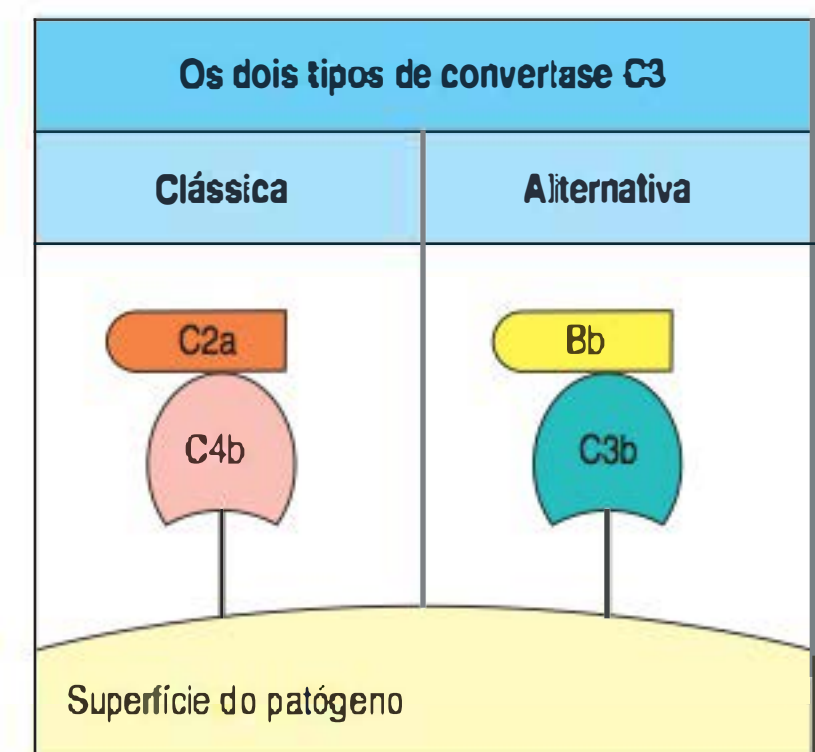 Os dois tipos de convertase C3
Clássica
Alternativa
C2a
Bb
C4b
C3b
Superfície do patógeno